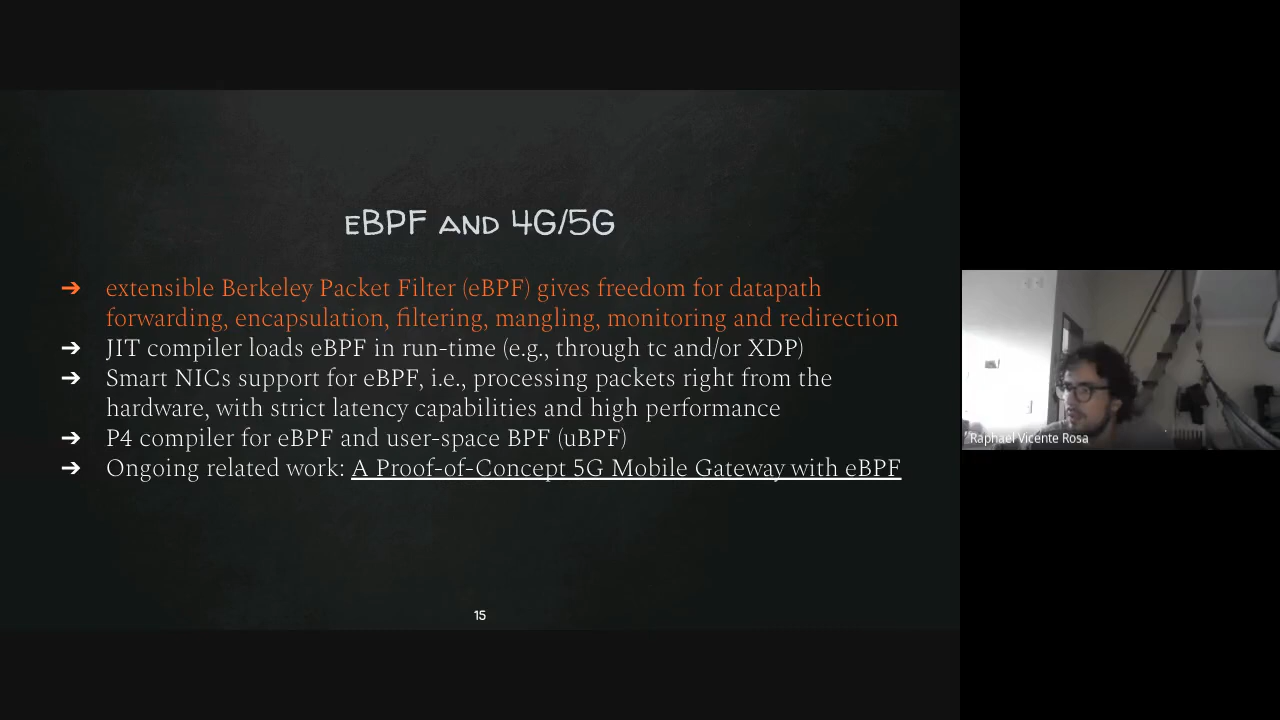 eBPF and 4G/5G
➔ extensible Berkeley Packet Filter (eBPF) gives freedom for datapath
forwarding, encapsulation, filtering, mangling, monitoring and redirection
➔ JIT compiler loads eBPF in run-time (e.g., through tc and/or XDP)
➔ Smart NICs support for eBPF, i.e., processing packets right from the
hardware, with strict latency capabilities and high performance
➔ P4 compiler for eBPF and user-space BPF (uBPF)
➔ Ongoing related work: A Proof-of-Concept 5G Mobile Gateway with eBPF
15
Raphael Vicente Rosa